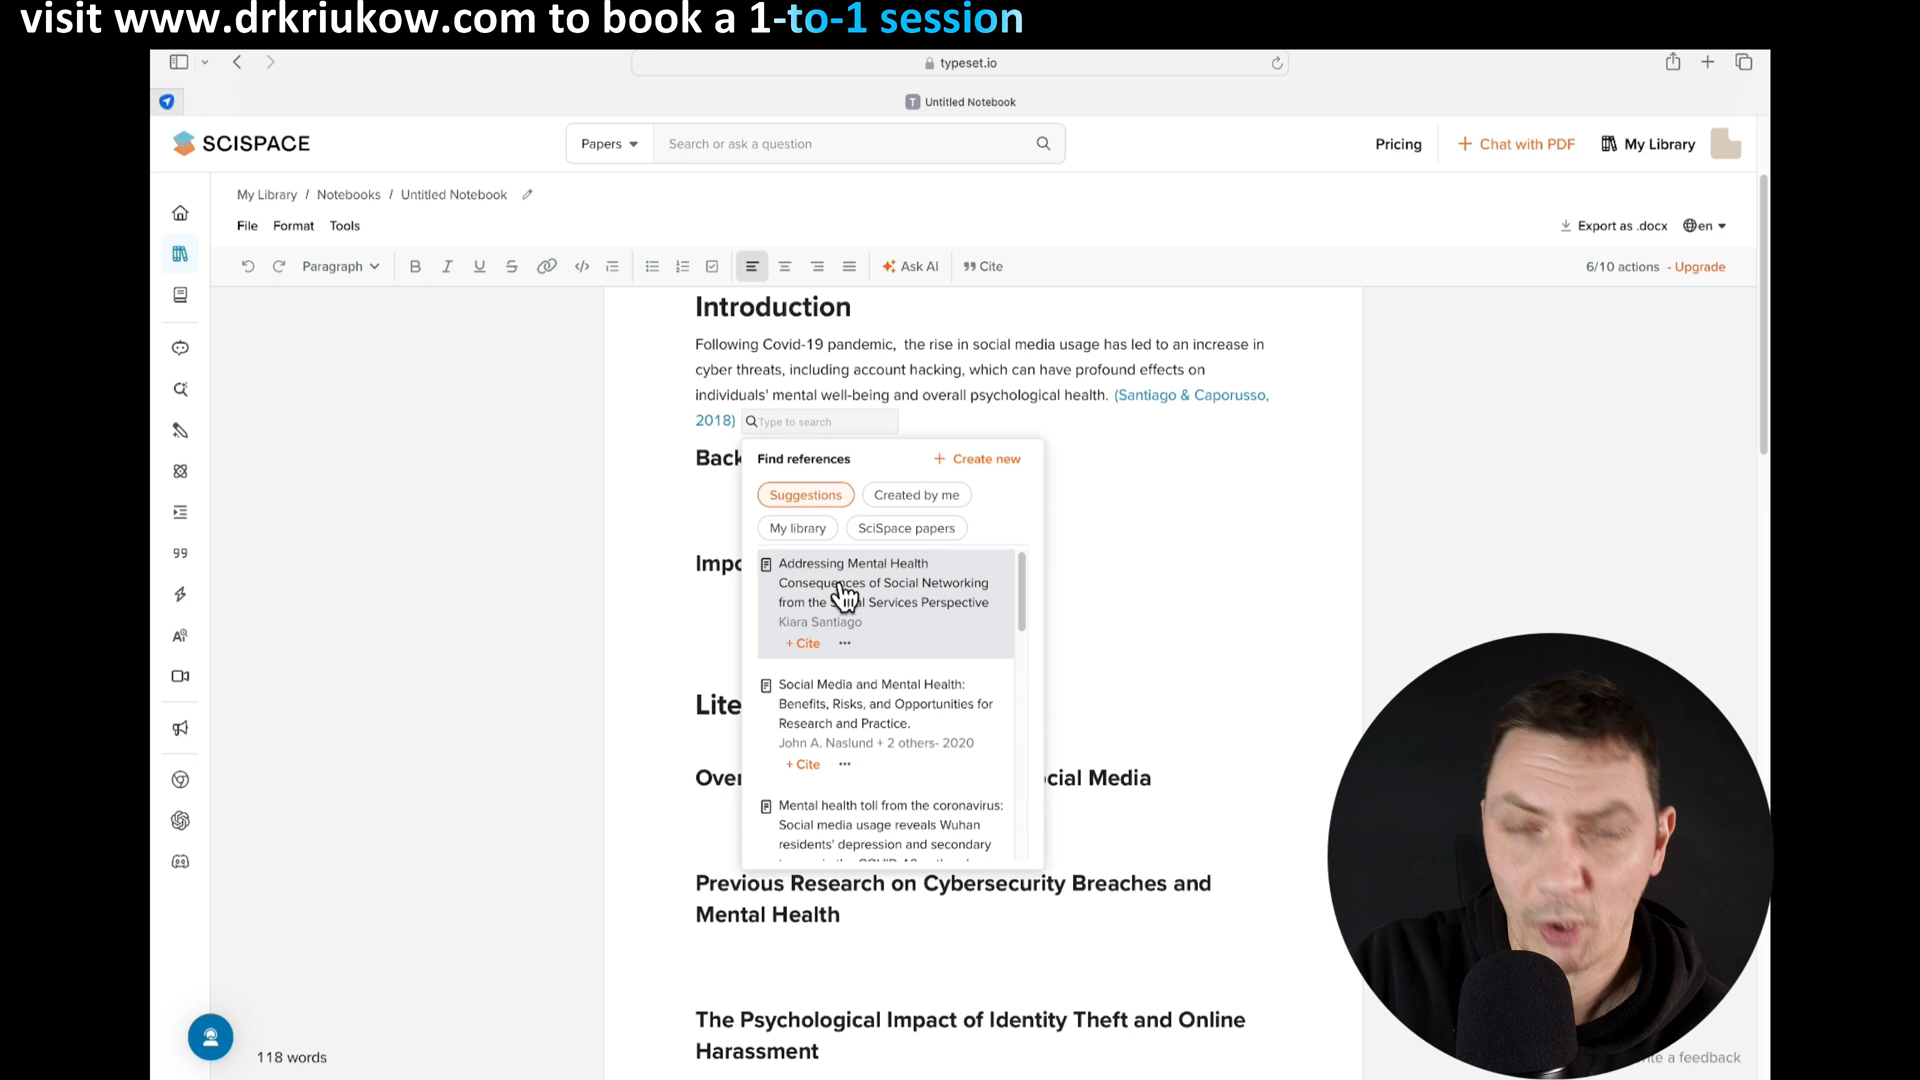 visit www.drkriukow.com to book a 1-to-1 session
typeset.io
Untitled Notebook
SCISPACE
Papers
Search or ask a question
Pricing
+ Chat with PDF
My Library
My Library / Notebooks / Untitled Notebook
File Format Tools
Export as .docx
en
Paragraph
B I U S
Ask AI
Cite
6/10 actions - Upgrade
Introduction
Following Covid-19 pandemic, the rise in social media usage has led to an increase in
cyber threats, including account hacking, which can have profound effects on
individuals' mental well-being and overall psychological health. (Santiago & Caporusso,
2018)
Type to search
Back
Find references
+ Create new
Suggestions
Created by me
My library
SciSpace papers
Impo
Addressing Mental Health
Consequences of Social Networking
from the Services Perspective
Kiara Santiago
+ Cite
Lite
Social Media and Mental Health:
Benefits, Risks, and Opportunities for
Research and Practice.
John A. Naslund + 2 others- 2020
+ Cite
Over
cial Media
Mental health toll from the coronavirus:
Social media usage reveals Wuhan
residents' depression and secondary
Previous Research on Cybersecurity Breaches and
Mental Health
The Psychological Impact of Identity Theft and Online
Harassment
118 words
te a feedback